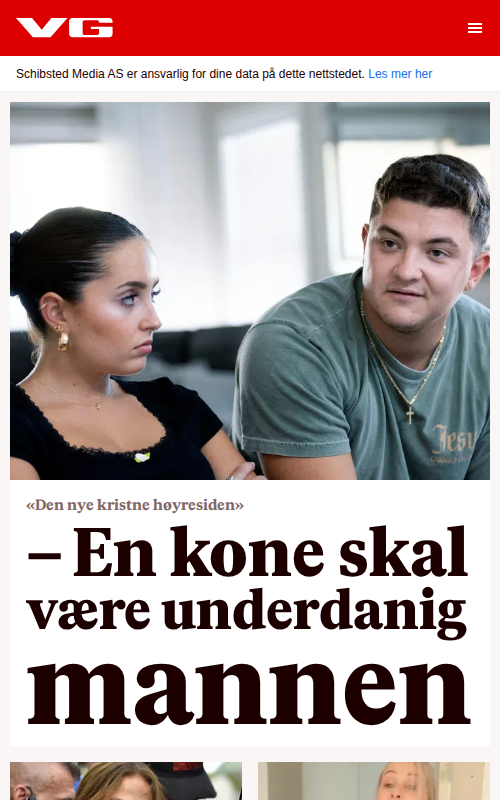 VG
Schibsted Media AS er ansvarlig for dine data på dette nettstedet. Les mer her
Jesu
«Den nye kristne høyresiden»
– En kone skal
være underdanig
mannen